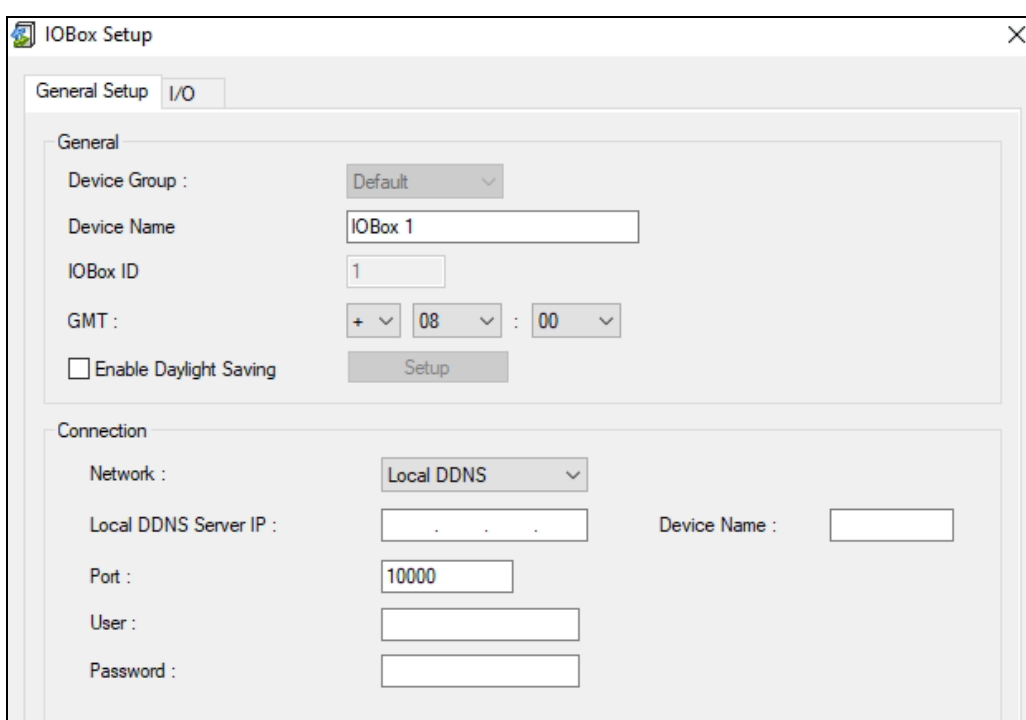 IOBox Setup
General Setup I/O
General
Device Group : Default
Device Name IOBox 1
IOBox ID 1
GMT : + 08 : 00
Enable Daylight Saving Setup
Connection
Network : Local DDNS
Local DDNS Server IP : . . . Device Name :
Port : 10000
User :
Password :